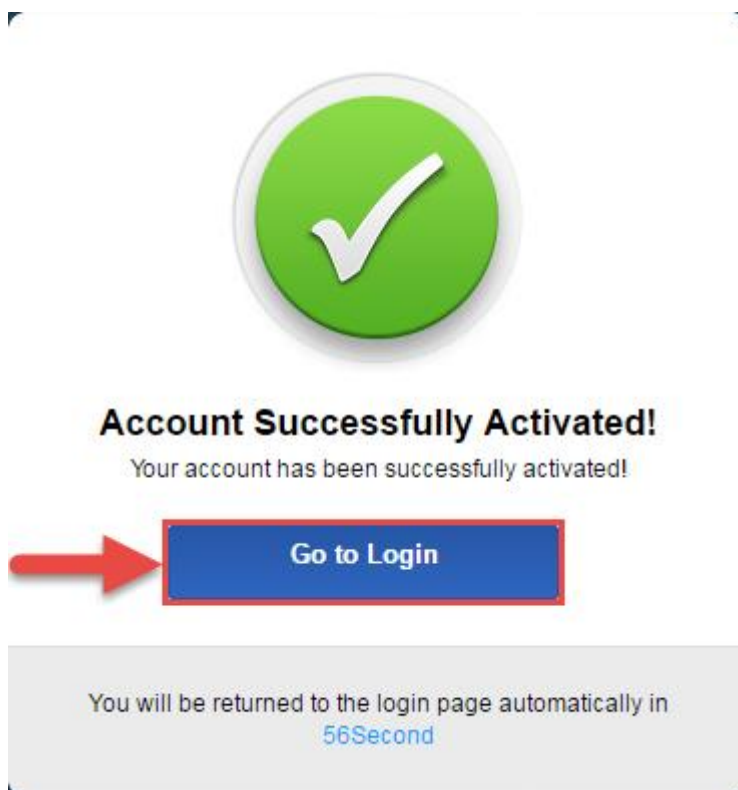 Account Successfully Activated!
Your account has been successfully activated!
Go to Login
You will be returned to the login page automatically in
56Second